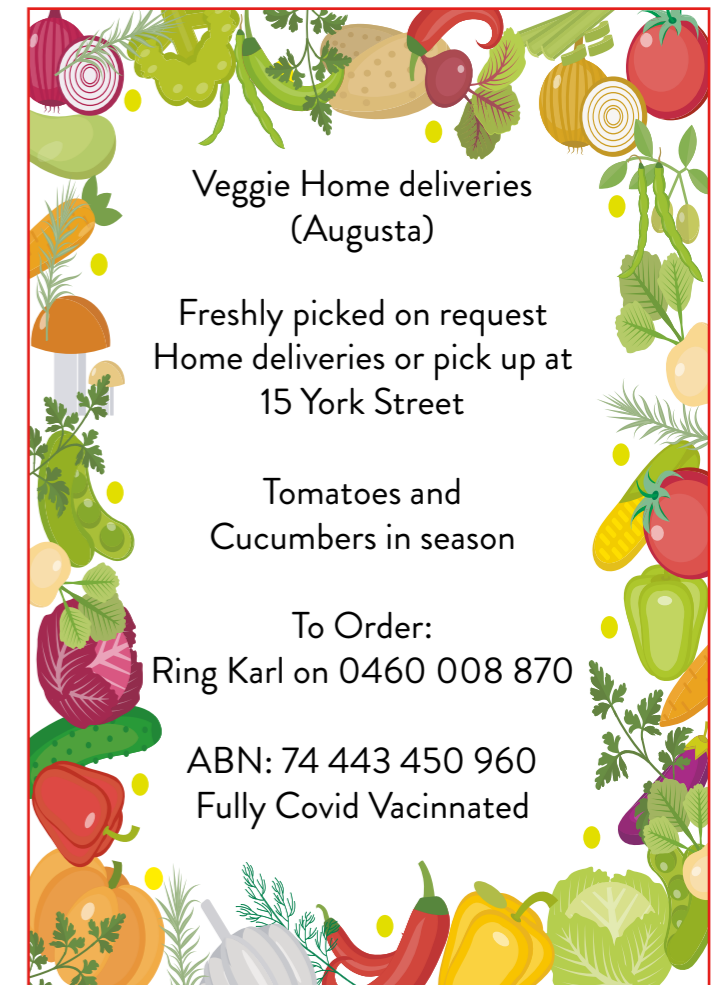 Veggie Home deliveries
(Augusta)
Freshly picked on request
Home deliveries or pick up at
15 York Street
Tomatoes and
Cucumbers in season
To Order:
Ring Karl on 0460 008 870
ABN: 74 443 450 960
Fully Covid Vacinnated